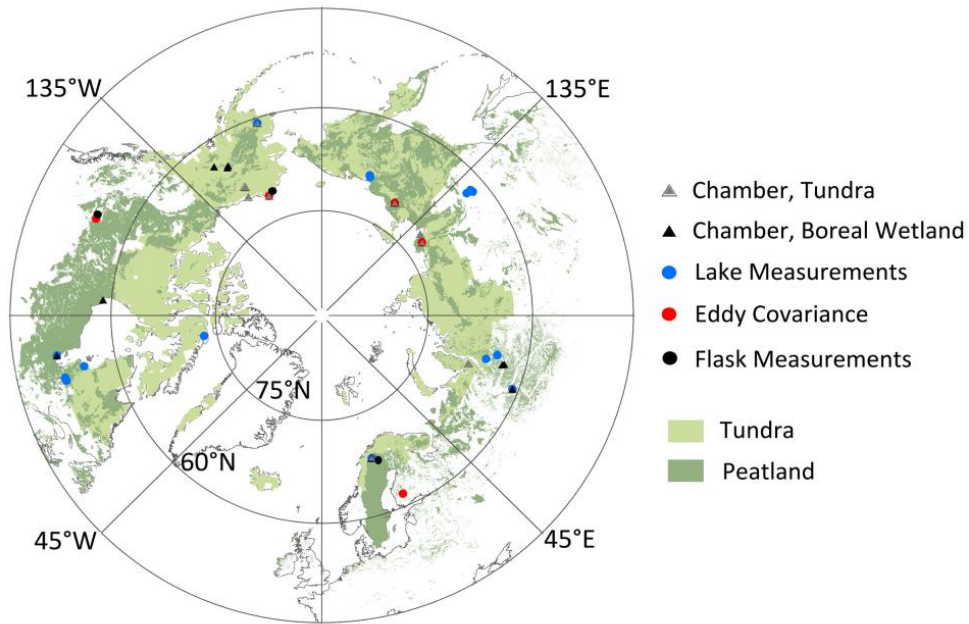 135°W
135°E
75°N
60°N
45°W
45°E
Chamber, Tundra
Chamber, Boreal Wetland
Lake Measurements
Eddy Covariance
Flask Measurements
Tundra
Peatland